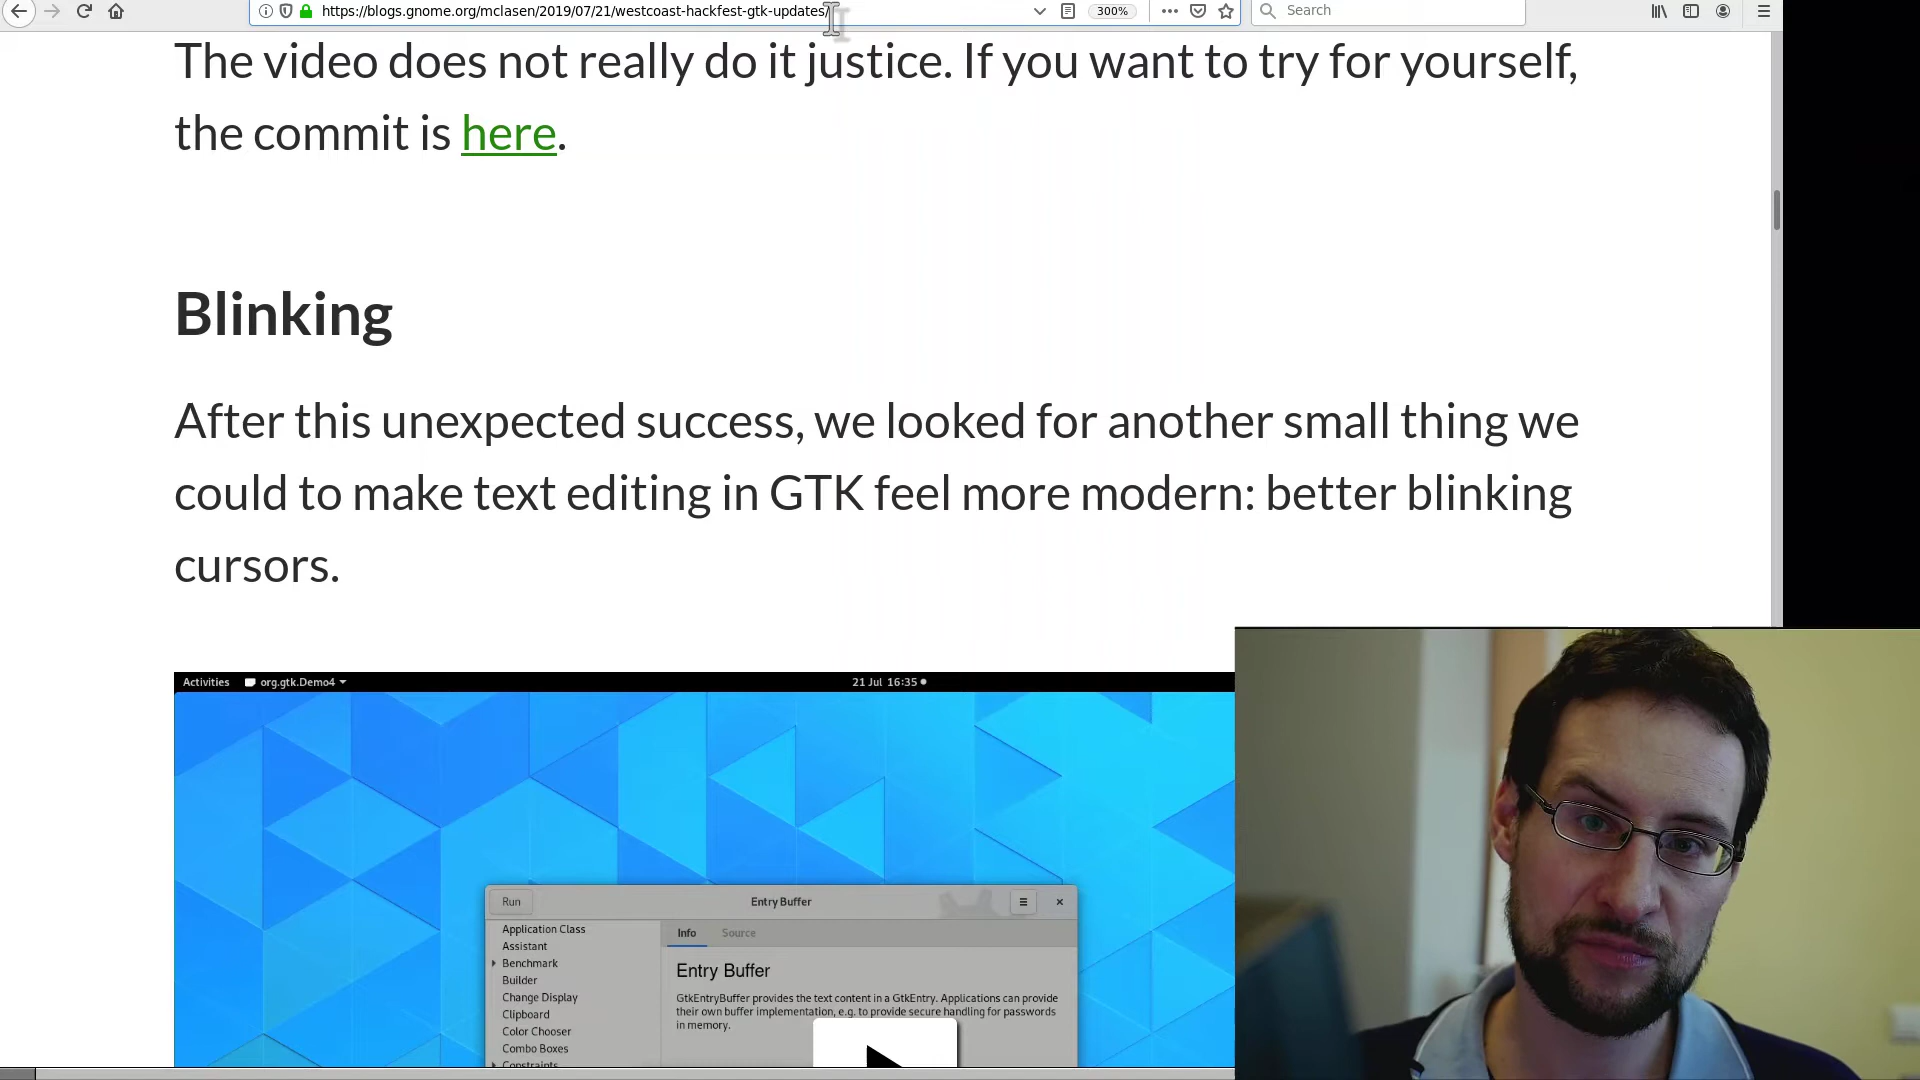 https://blogs.gnome.org/mclasen/2019/07/21/westcoast-hackfest-gtk-updates/
300%
Search
The video does not really do it justice. If you want to try for yourself,
the commit is here.
Blinking
After this unexpected success, we looked for another small thing we
could to make text editing in GTK feel more modern: better blinking
cursors.
Activities org.gtk.Demo4 21 Jul 16:35
Run Entry Buffer
Application Class
Assistant
Benchmark
Builder
Change Display
Clipboard
Color Chooser
Combo Boxes
Constraints
Info Source
Entry Buffer
GtkEntryBuffer provides the text content in a GtkEntry. Applications can provide
their own buffer implementation, e.g. to provide secure handling for passwords
in memory.